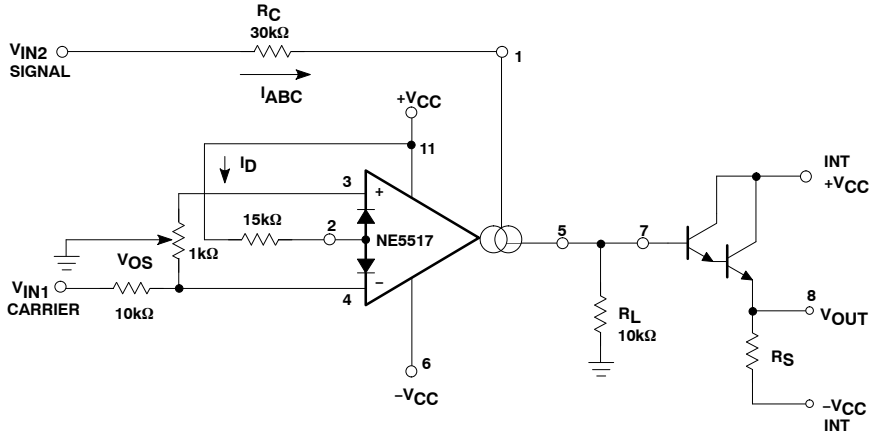 RC
30kΩ
VIN2
SIGNAL
1
IABC
+VCC
11
ID
3
+
INT
+VCC
15kΩ
2
NE5517
5
7
VOS
1kΩ
VIN1
CARRIER
10kΩ
−
4
RL
10kΩ
8
VOUT
6
−VCC
RS
−VCC
INT